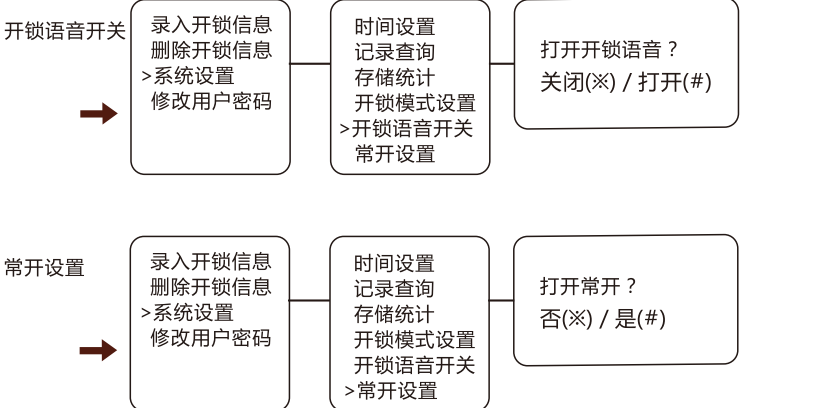 开锁语音开关
录入开锁信息
删除开锁信息
>系统设置
修改用户密码
时间设置
记录查询
存储统计
开锁模式设置
>开锁语音开关
常开设置
打开开锁语音？
关闭(※) / 打开(#)
常开设置
录入开锁信息
删除开锁信息
>系统设置
修改用户密码
时间设置
记录查询
存储统计
开锁模式设置
开锁语音开关
>常开设置
打开常开？
否(※) / 是(#)